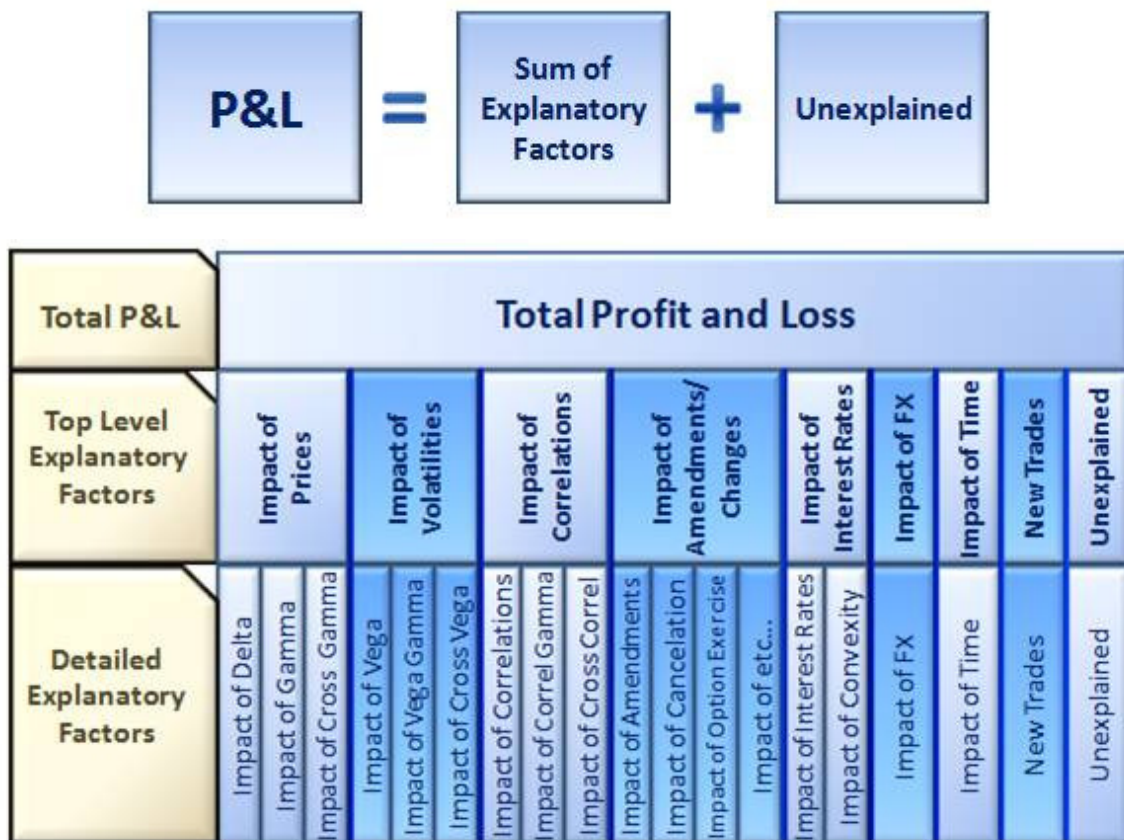 P&L
=
Sum of
Explanatory
Factors
+
Unexplained
Total P&L
Total Profit and Loss
Top Level
Explanatory
Factors
Impact of
Prices
Impact of
Volatilities
Impact of
Correlations
Impact of
Amendments/
Changes
Impact of
Interest Rates
Impact of FX
Impact of Time
New Trades
Unexplained
Detailed
Explanatory
Factors
Impact of Delta
Impact of Gamma
Impact of Cross Gamma
Impact of Vega
Impact of Vega Gamma
Impact of Cross Vega
Impact of Correlations
Impact of Correl Gamma
Impact of Cross Correl
Impact of Amendments
Impact of Cancelation
Impact of Option Exercise
Impact of etc...
Impact of Interest Rates
Impact of Convexity
Impact of FX
Impact of Time
New Trades
Unexplained